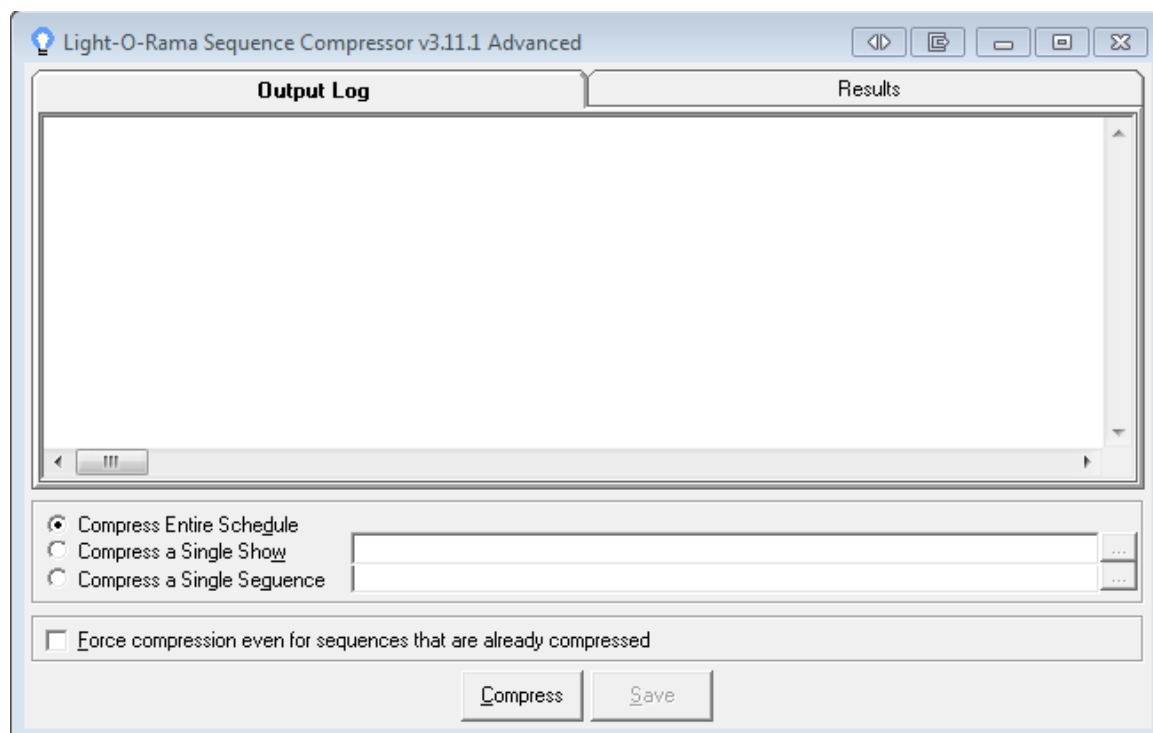 Light-O-Rama Sequence Compressor v3.11.1 Advanced
Output Log
Results
Compress Entire Schedule
Compress a Single Show
...
Compress a Single Sequence
...
Force compression even for sequences that are already compressed
Compress
Save